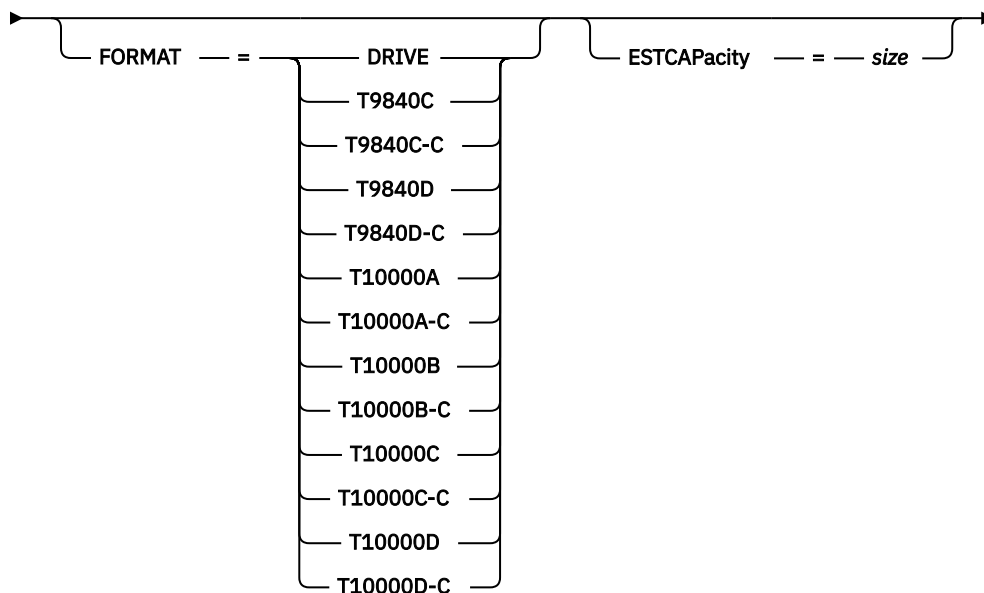 FORMAT = DRIVE ESTCAPacity = size
T9840C
T9840C-C
T9840D
T9840D-C
T10000A
T10000A-C
T10000B
T10000B-C
T10000C
T10000C-C
T10000D
T10000D-C